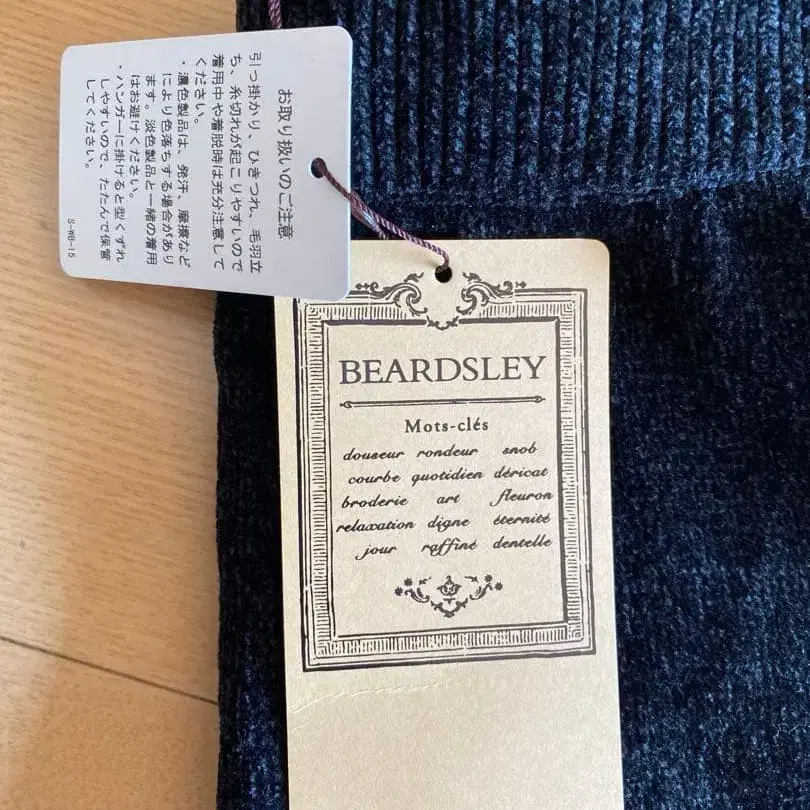 お取り扱いのご注意
引っ掛かり、ひきつれ、毛羽立
ち、糸切れが起こりやすいので
着用中や着脱時は充分注意して
ください。
・濃色製品は、発汗、摩擦など
により色落ちする場合があり
ます。淡色製品と一緒の着用
はお避けください。
・ハンガーに掛けると型くずれ
しやすいので、たたんで保管
してください。
S-WB-15
BEARDSLEY
Mots-clés
douseur rondeur snob
courbe quotidien déricat
broderie art fleuron
relaxation digne éternité
jour raffiné dentelle